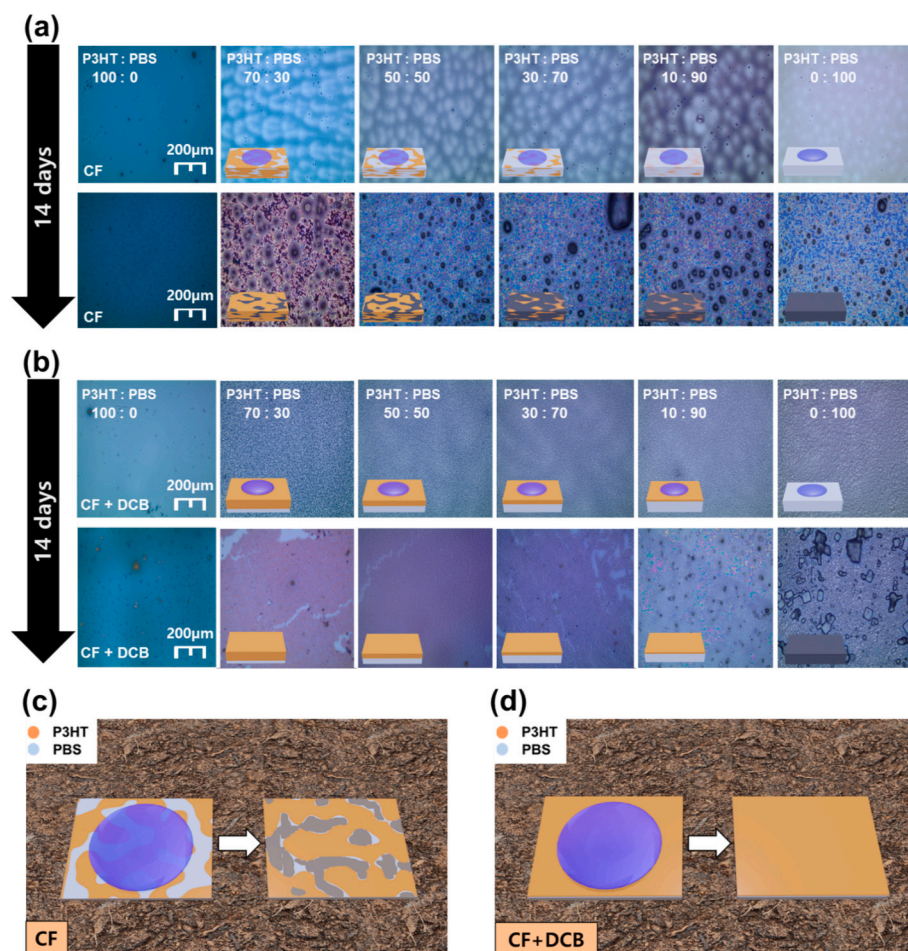 (a)
14 days
P3HT : PBS
100 : 0
200μm
CF
P3HT : PBS
70 : 30
P3HT : PBS
50 : 50
P3HT : PBS
30 : 70
P3HT : PBS
10 : 90
P3HT : PBS
0 : 100
200μm
CF
(b)
14 days
P3HT : PBS
100 : 0
200μm
CF + DCB
P3HT : PBS
70 : 30
P3HT : PBS
50 : 50
P3HT : PBS
30 : 70
P3HT : PBS
10 : 90
P3HT : PBS
0 : 100
200μm
CF + DCB
(c)
P3HT
PBS
CF
(d)
P3HT
PBS
CF+DCB